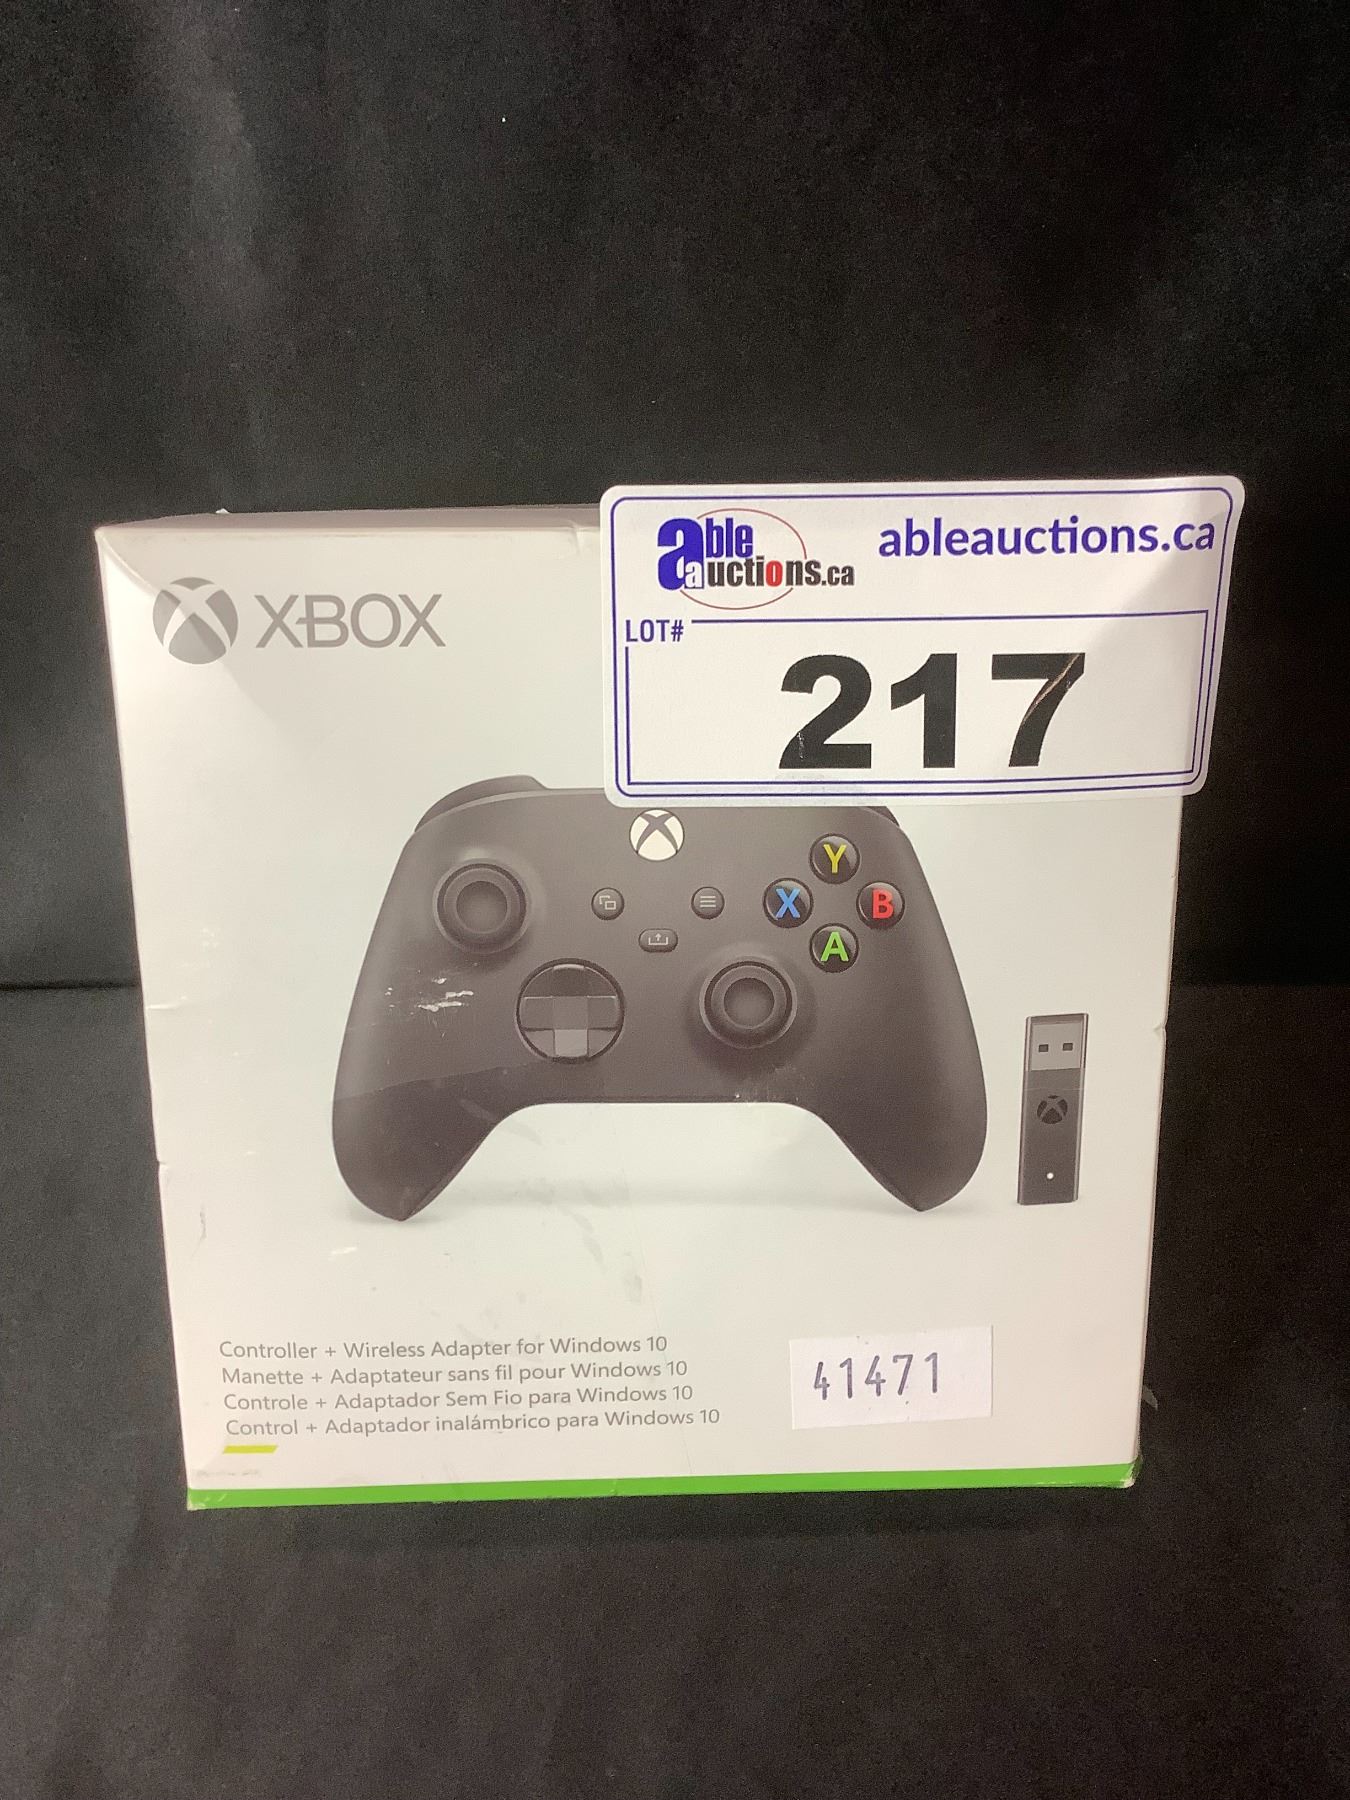 able
auctions.ca
ableauctions.ca
LOT#
217
XBOX
Y
X
B
A
Controller + Wireless Adapter for Windows 10
Manette + Adaptateur sans fil pour Windows 10
Controle + Adaptador Sem Fio para Windows 10
Control + Adaptador inalámbrico para Windows 10
41471